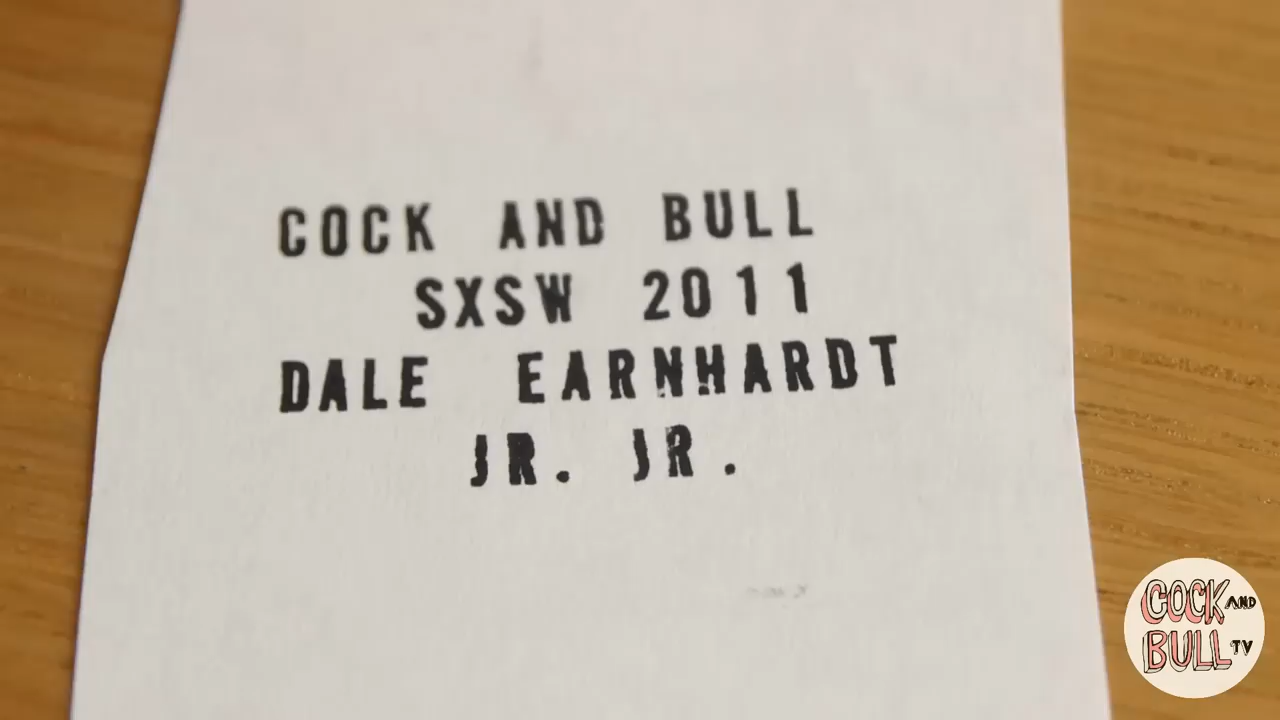 COCK AND BULL
SXSW 2011
DALE EARNHARDT
JR. JR.
COCK AND
BULL TV